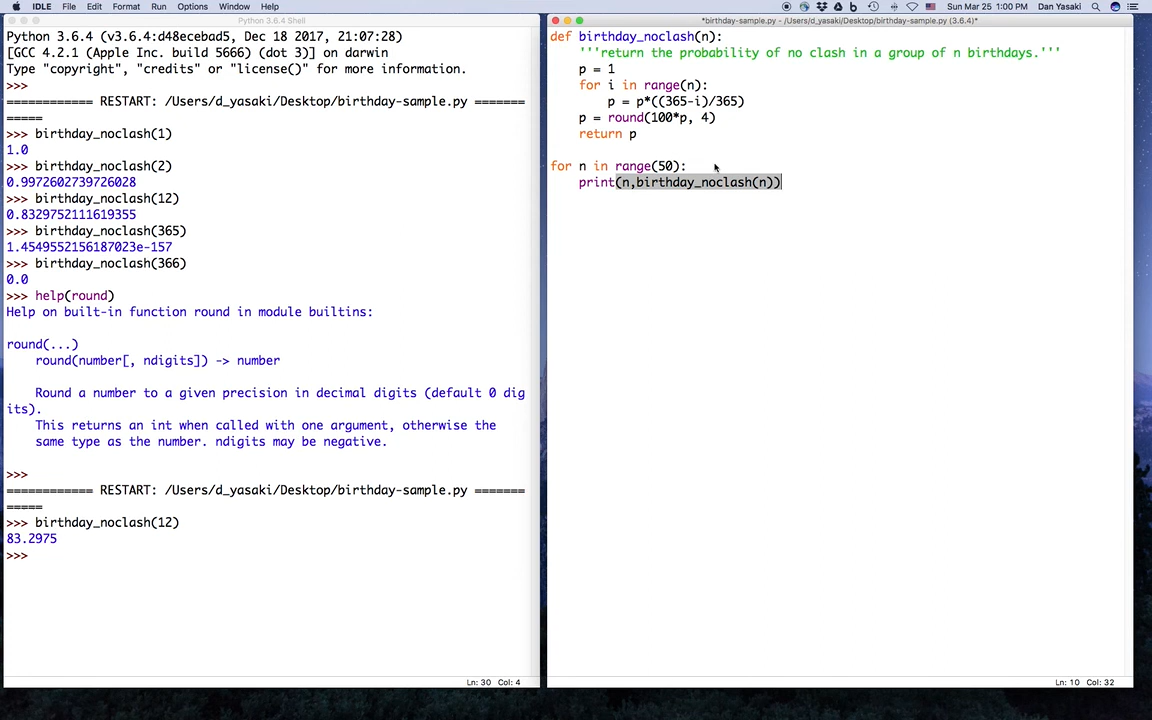 IDLE File Edit Format Run Options Window Help Sun Mar 25 1:00 PM Dan Yasaki
Python 3.6.4 Shell
Python 3.6.4 (v3.6.4:d48ecebad5, Dec 18 2017, 21:07:28)
[GCC 4.2.1 (Apple Inc. build 5666) (dot 3)] on darwin
Type "copyright", "credits" or "license()" for more information.
>>>
============ RESTART: /Users/d_yasaki/Desktop/birthday-sample.py =======
=====
>>> birthday_noclash(1)
1.0
>>> birthday_noclash(2)
0.9972602739726028
>>> birthday_noclash(12)
0.8329752111619355
>>> birthday_noclash(365)
1.4549552156187023e-157
>>> birthday_noclash(366)
0.0
>>> help(round)
Help on built-in function round in module builtins:
round(...)
    round(number[, ndigits]) -> number
    Round a number to a given precision in decimal digits (default 0 dig
its).
    This returns an int when called with one argument, otherwise the
    same type as the number. ndigits may be negative.
>>>
============ RESTART: /Users/d_yasaki/Desktop/birthday-sample.py =======
=====
>>> birthday_noclash(12)
83.2975
>>>
Ln: 30 Col: 4
*birthday-sample.py - /Users/d_yasaki/Desktop/birthday-sample.py (3.6.4)*
def birthday_noclash(n):
    '''return the probability of no clash in a group of n birthdays.'''
    p = 1
    for i in range(n):
        p = p*((365-i)/365)
    p = round(100*p, 4)
    return p
for n in range(50):
    print(n,birthday_noclash(n))
Ln: 10 Col: 32